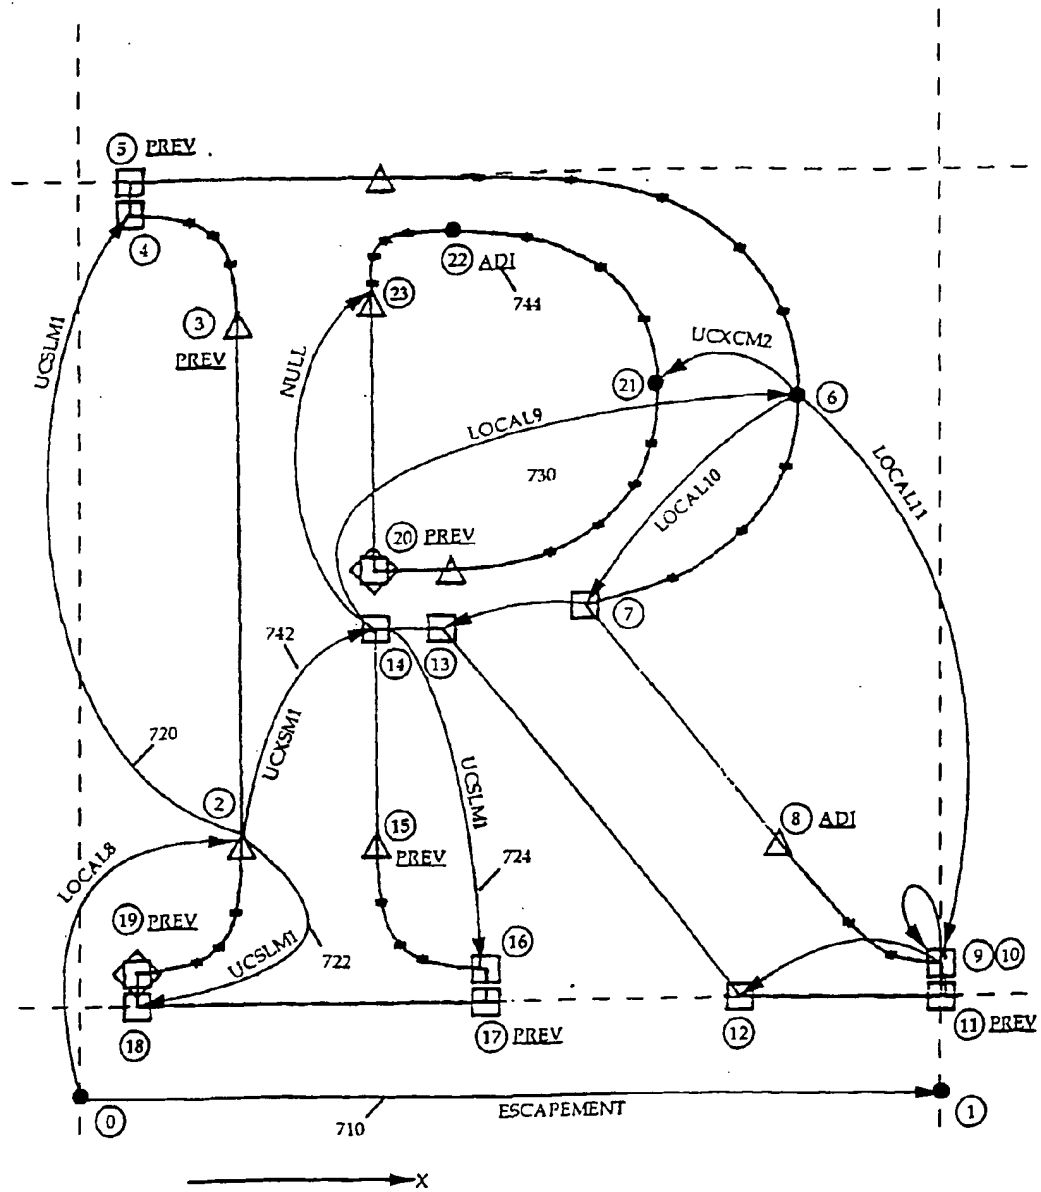 5 PREV
4
22 ADJ
23
744
3
PREV
UCSLM1
NULL
UCXCM2
21
6
LOCAL9
730
LOCAL10
LOCAL11
20 PREV
7
742
14
13
720
UCXSM1
UCSLM1
2
15
PREV
8 ADJ
724
LOCAL8
19 PREV
UCSLM1
722
16
9 10
18
17 PREV
12
11 PREV
0
710
ESCAPEMENT
1
X